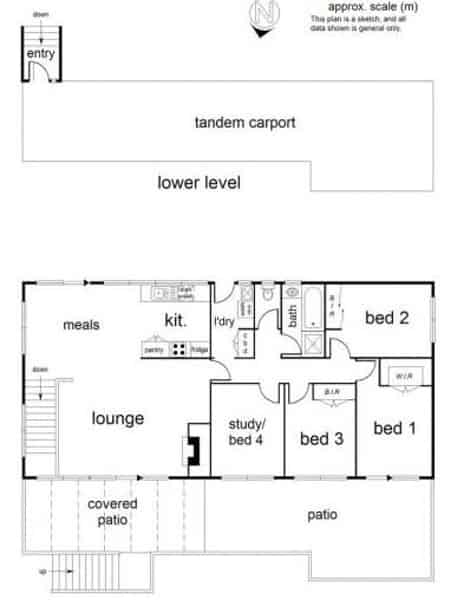 N
approx. scale (m)
This plan is a sketch, and all
data shown is general only.
down
entry
tandem carport
lower level
meals
kit.
pantry
fridge
l'dry
c
b
d
bath
B
I
R
bed 2
down
lounge
study/
bed 4
B.I.R
bed 3
W.I.R
bed 1
covered
patio
patio
up